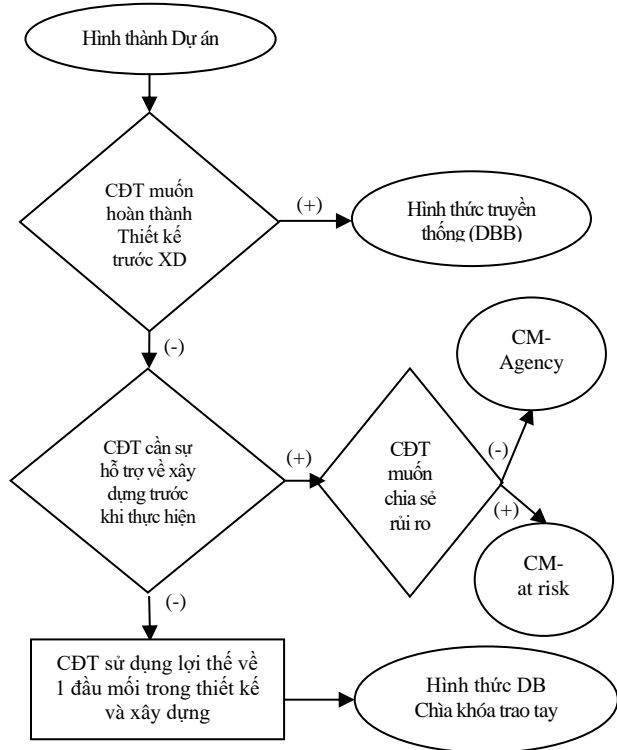 Hình thành Dự án
CĐT muốn
hoàn thành
Thiết kế
trước XD
(+)
Hình thức truyền
thống (DBB)
(-)
CĐT cần sự
hỗ trợ về xây
dựng trước
khi thực hiện
(+)
CĐT
muốn
chia sẻ
rủi ro
(-)
CM-
Agency
(+)
CM-
at risk
(-)
CĐT sử dụng lợi thế về
1 đầu mối trong thiết kế
và xây dựng
Hình thức DB
Chìa khóa trao tay